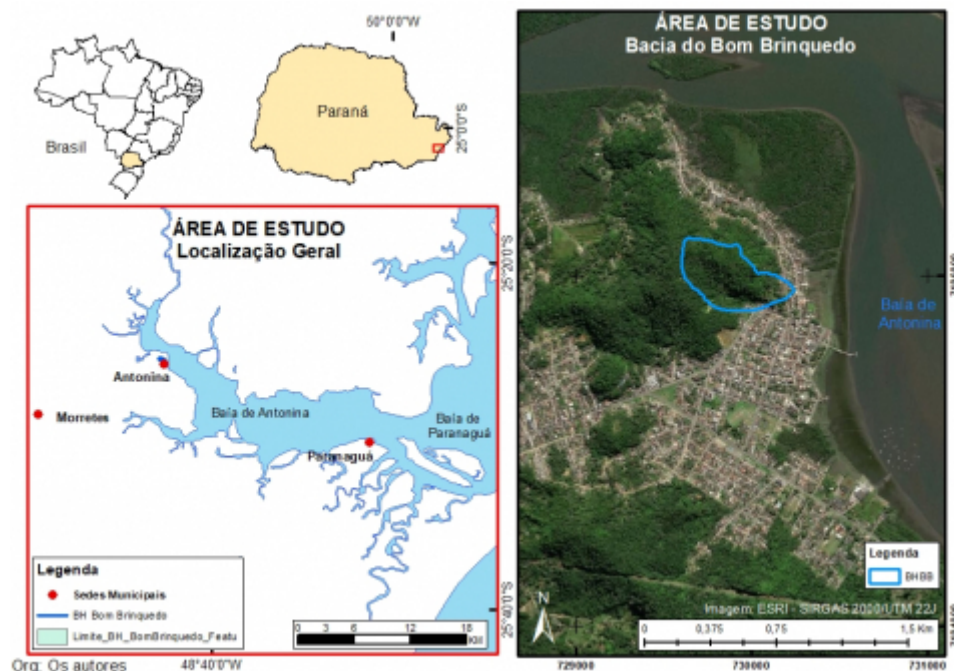 50°0'0"W
Paraná
25°0'0"S
Brasil
ÁREA DE ESTUDO
Localização Geral
25°20'0"S
Antonina
Morretes
Baía de Antonina
Baía de
Paranaguá
Paranaguá
Legenda
Sedes Municipais
BH Bom Brinquedo
Limite_BH_BomBrinquedo_Featu
0 3 6 12 18
KM
25°40'0"S
48°40'0"W
Org: Os autores
ÁREA DE ESTUDO
Bacia do Bom Brinquedo
Baía de
Antonina
Legenda
BHBB
Imagem: ESRI - SIRGAS 2000/UTM 22J
N
0 0,375 0,75 1,5 Km
729000 730000 731000